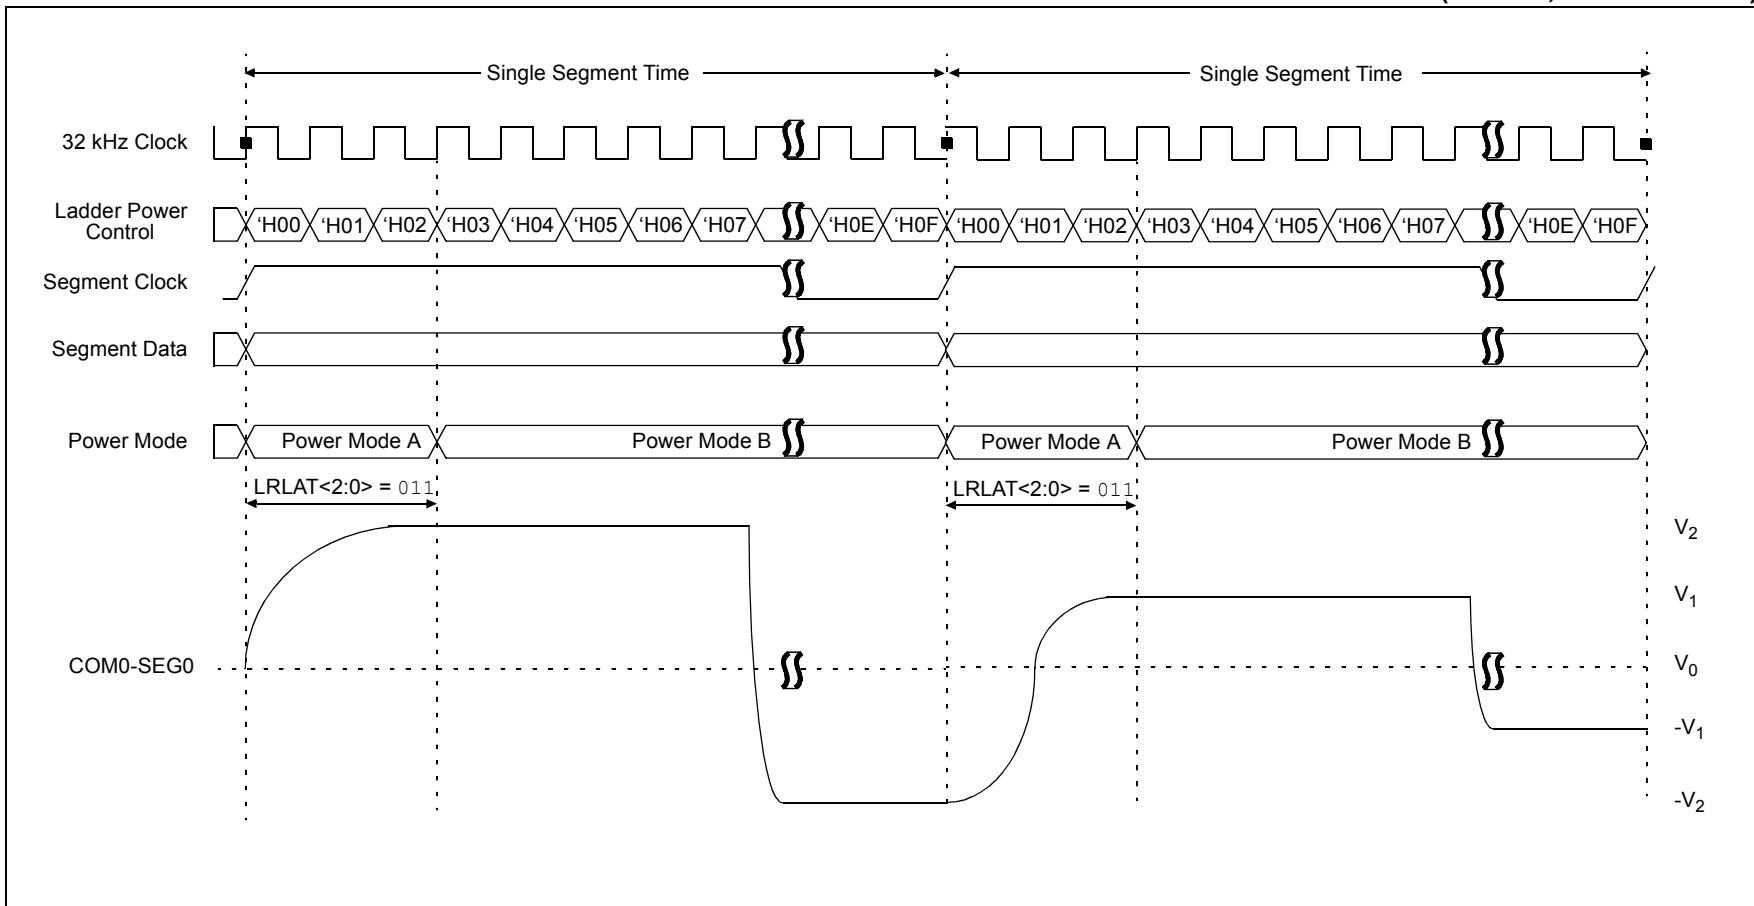 Single Segment Time Single Segment Time
32 kHz Clock
Ladder Power
Control
‘H00 ‘H01 ‘H02 ‘H03 ‘H04 ‘H05 ‘H06 ‘H07 ‘H0E ‘H0F ‘H00 ‘H01 ‘H02 ‘H03 ‘H04 ‘H05 ‘H06 ‘H07 ‘H0E ‘H0F
Segment Clock
Segment Data
Power Mode Power Mode A Power Mode B Power Mode A Power Mode B
LRLAT<2:0> = 011 LRLAT<2:0> = 011
V2
V1
COM0-SEG0 V0
-V1
-V2